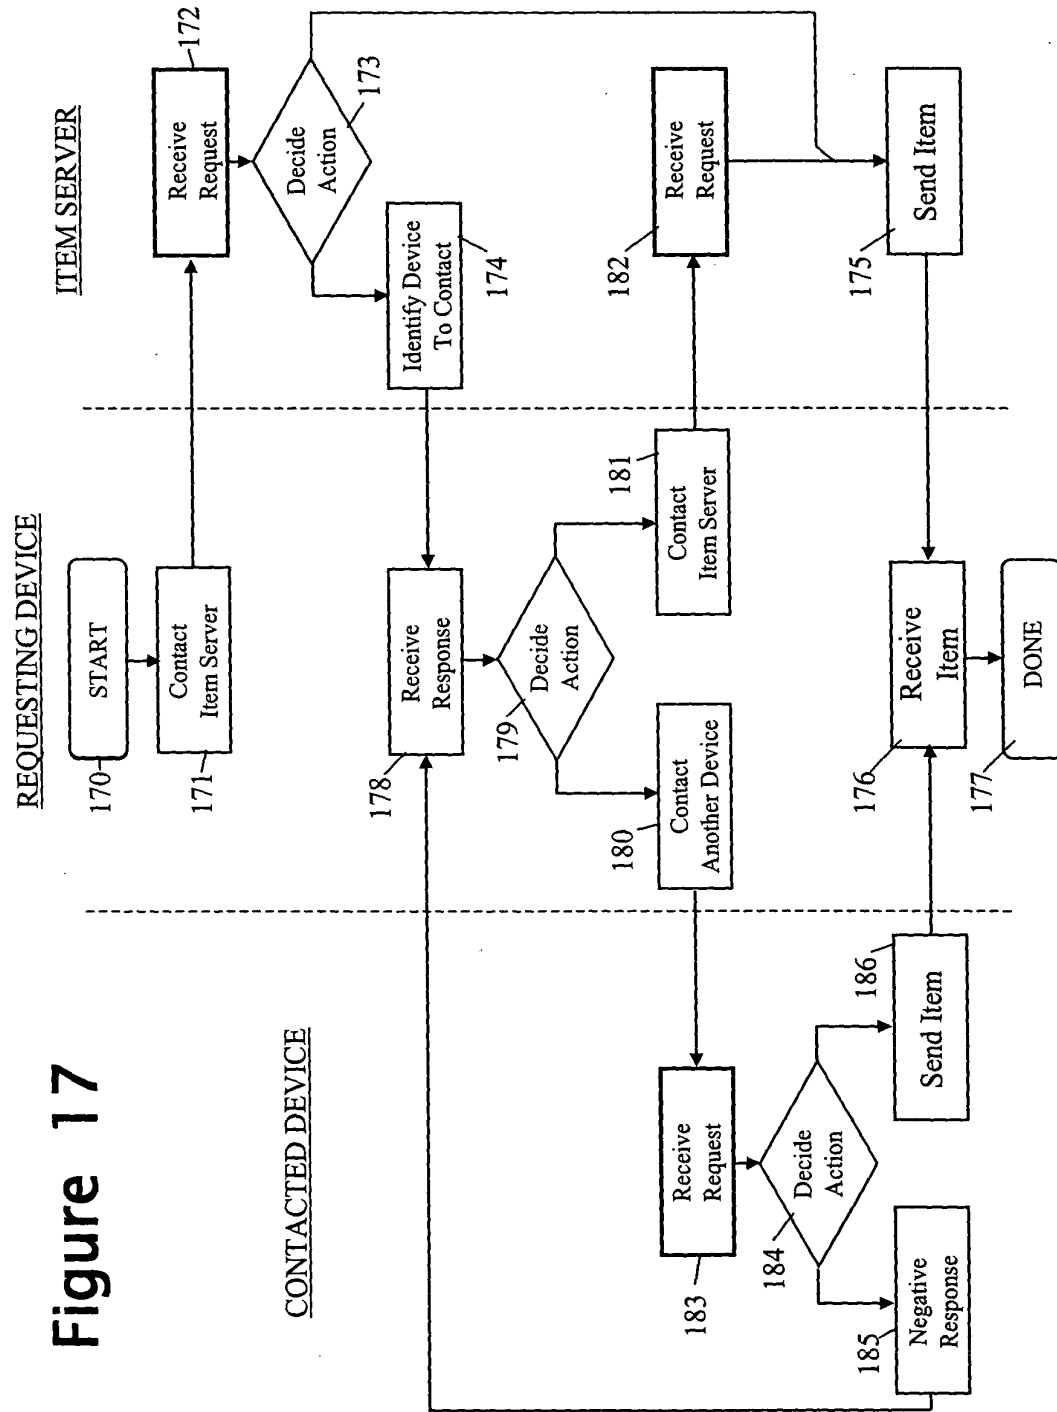 Figure 17
CONTACTED DEVICE
REQUESTING DEVICE
ITEM SERVER
170
START
171
Contact
Item Server
172
Receive
Request
173
Decide
Action
174
Identify Device
To Contact
178
Receive
Response
179
Decide
Action
180
Contact
Another Device
181
Contact
Item Server
182
Receive
Request
183
Receive
Request
184
Decide
Action
185
Negative
Response
186
Send Item
175
Send Item
176
Receive
Item
177
DONE